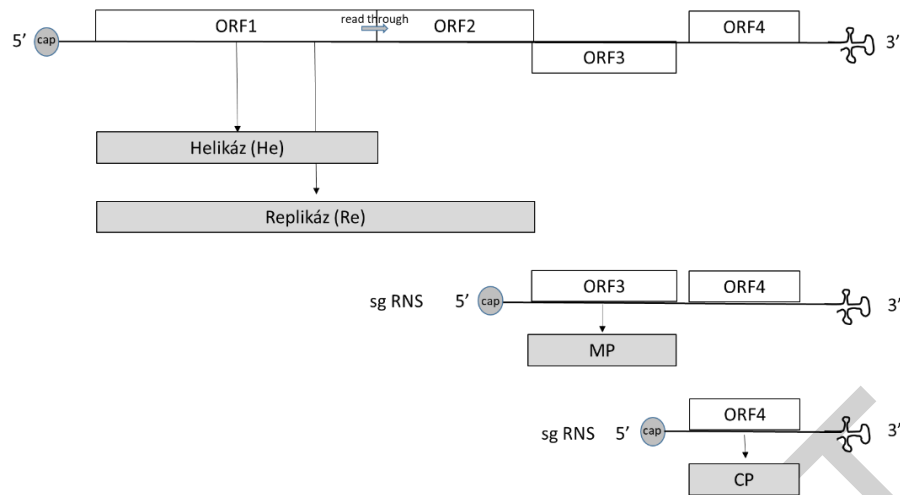 read through
ORF1 ORF2 ORF4
5’ cap 3’
ORF3
Helikáz (He)
Replikáz (Re)
ORF3 ORF4
sg RNS 5’ cap 3’
MP
ORF4
sg RNS 5’ cap 3’
CP